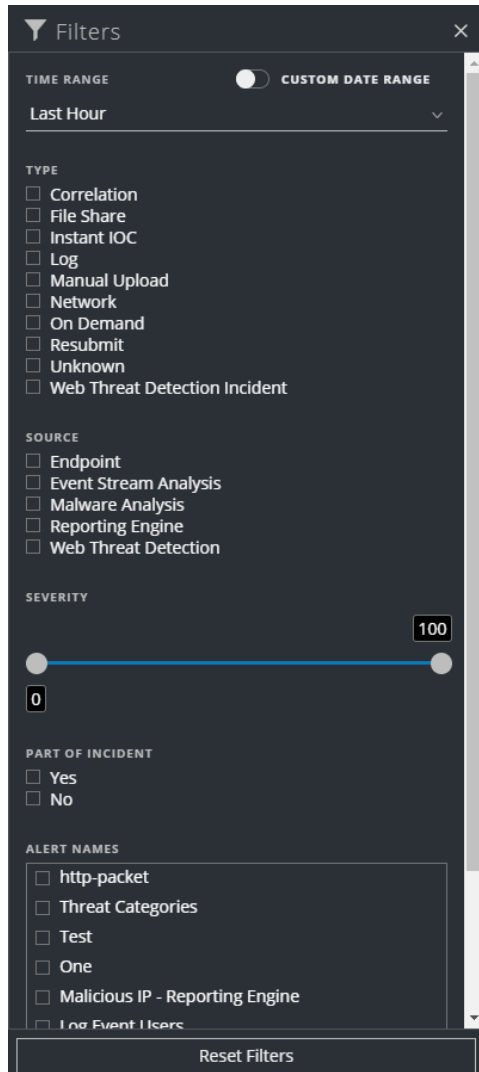 Filters
TIME RANGE CUSTOM DATE RANGE
Last Hour
TYPE
Correlation
File Share
Instant IOC
Log
Manual Upload
Network
On Demand
Resubmit
Unknown
Web Threat Detection Incident
SOURCE
Endpoint
Event Stream Analysis
Malware Analysis
Reporting Engine
Web Threat Detection
SEVERITY
100
0
PART OF INCIDENT
Yes
No
ALERT NAMES
http-packet
Threat Categories
Test
One
Malicious IP - Reporting Engine
Log Event Users
Reset Filters